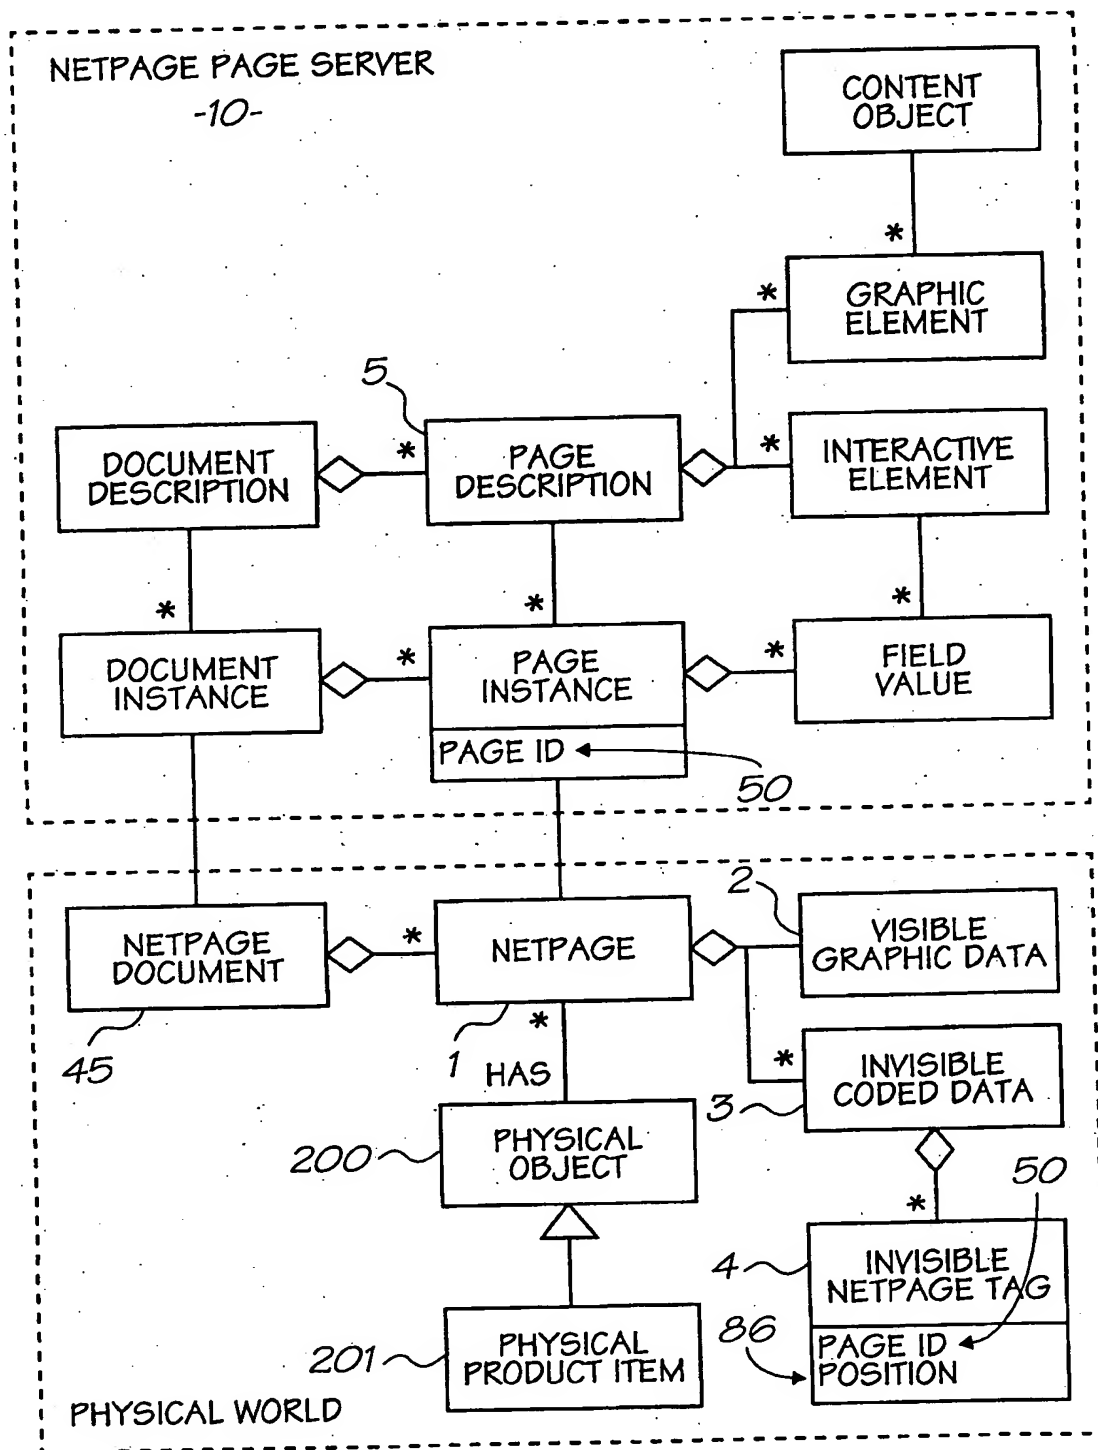 NETPAGE PAGE SERVER
-10-
CONTENT
OBJECT
*
GRAPHIC
ELEMENT
*
5
DOCUMENT
DESCRIPTION
*
PAGE
DESCRIPTION
*
INTERACTIVE
ELEMENT
*
*
*
DOCUMENT
INSTANCE
*
PAGE
INSTANCE
*
FIELD
VALUE
PAGE ID
50
NETPAGE
DOCUMENT
45
*
NETPAGE
1
2
VISIBLE
GRAPHIC DATA
*
HAS
*
INVISIBLE
CODED DATA
3
200
PHYSICAL
OBJECT
*
50
4
INVISIBLE
NETPAGE TAG
86
PAGE ID
POSITION
201
PHYSICAL
PRODUCT ITEM
PHYSICAL WORLD